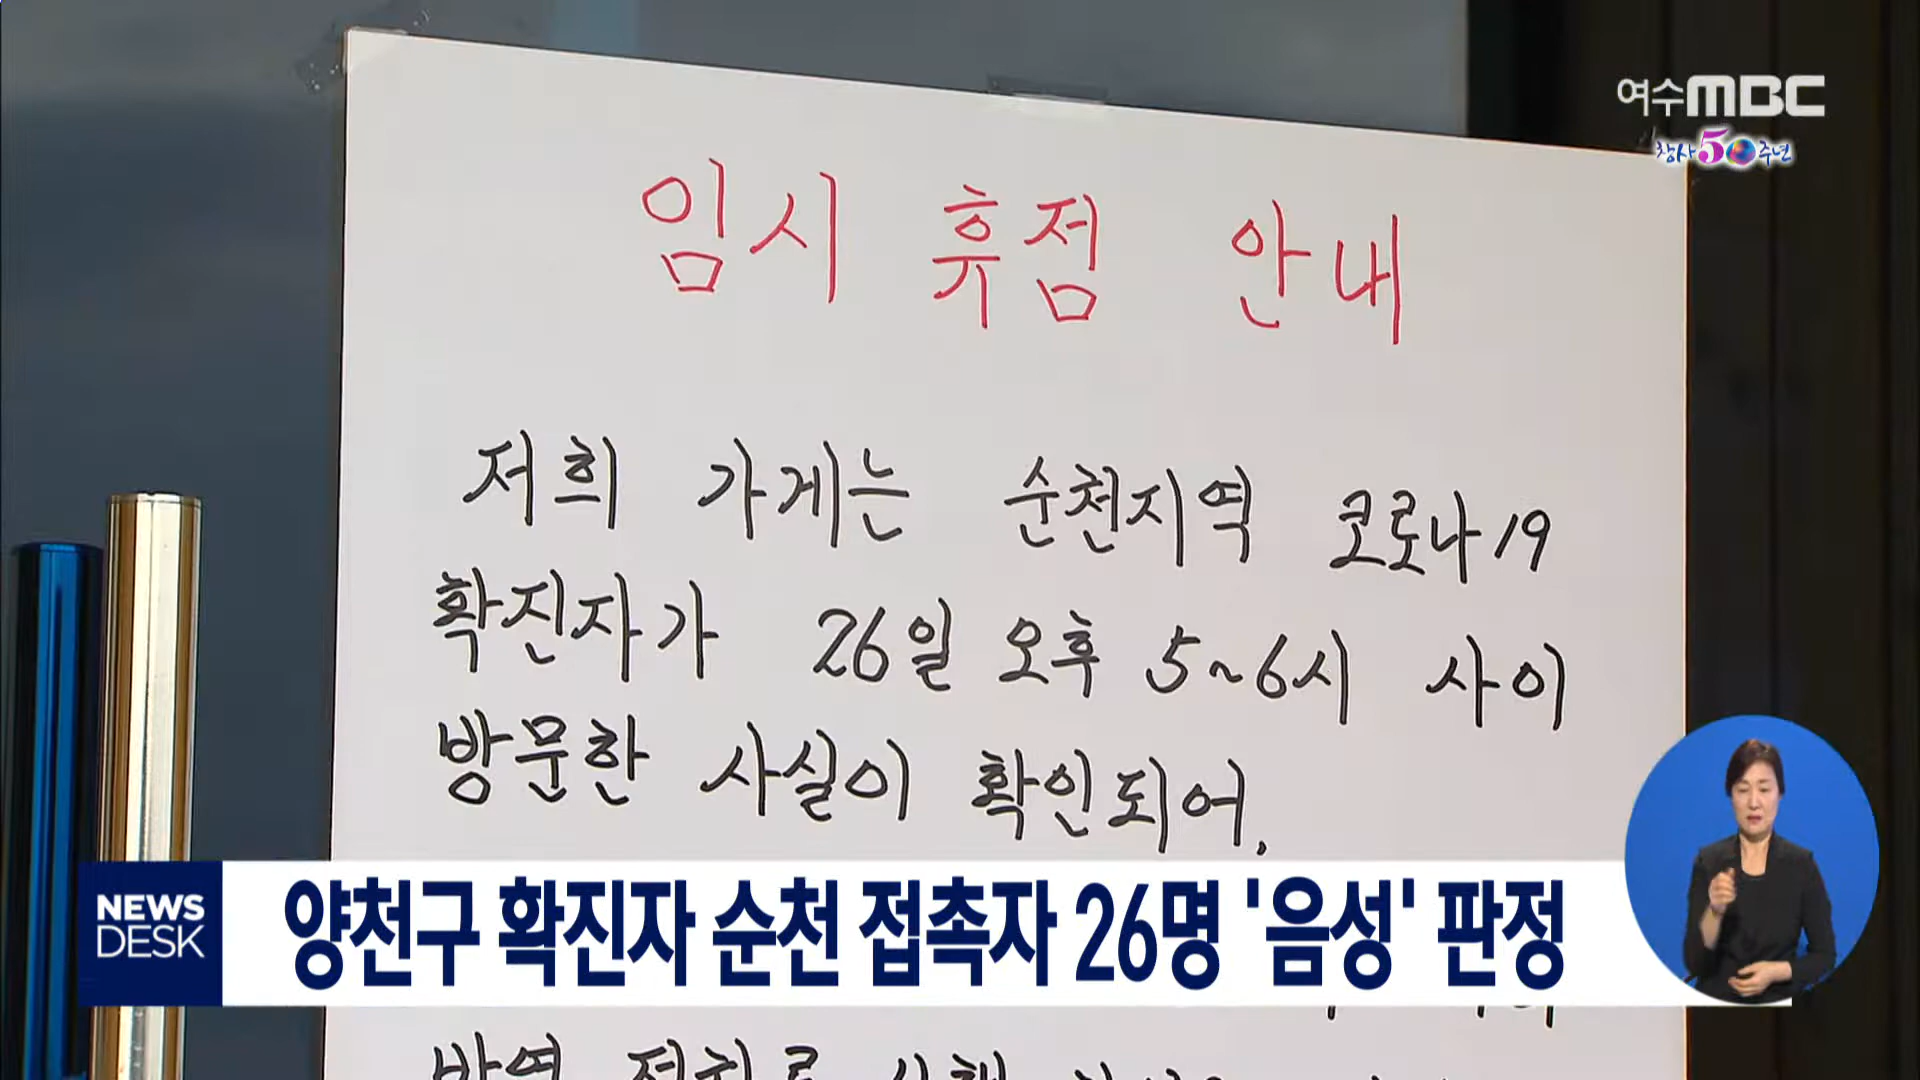 여수MBC
창사50주년
임시 휴점 안내
저희 가게는 순천지역 코로나19
확진자가 26일 오후 5~6시 사이
방문한 사실이 확인되어,
NEWS
DESK
양천구 확진자 순천 접촉자 26명 '음성' 판정
방역